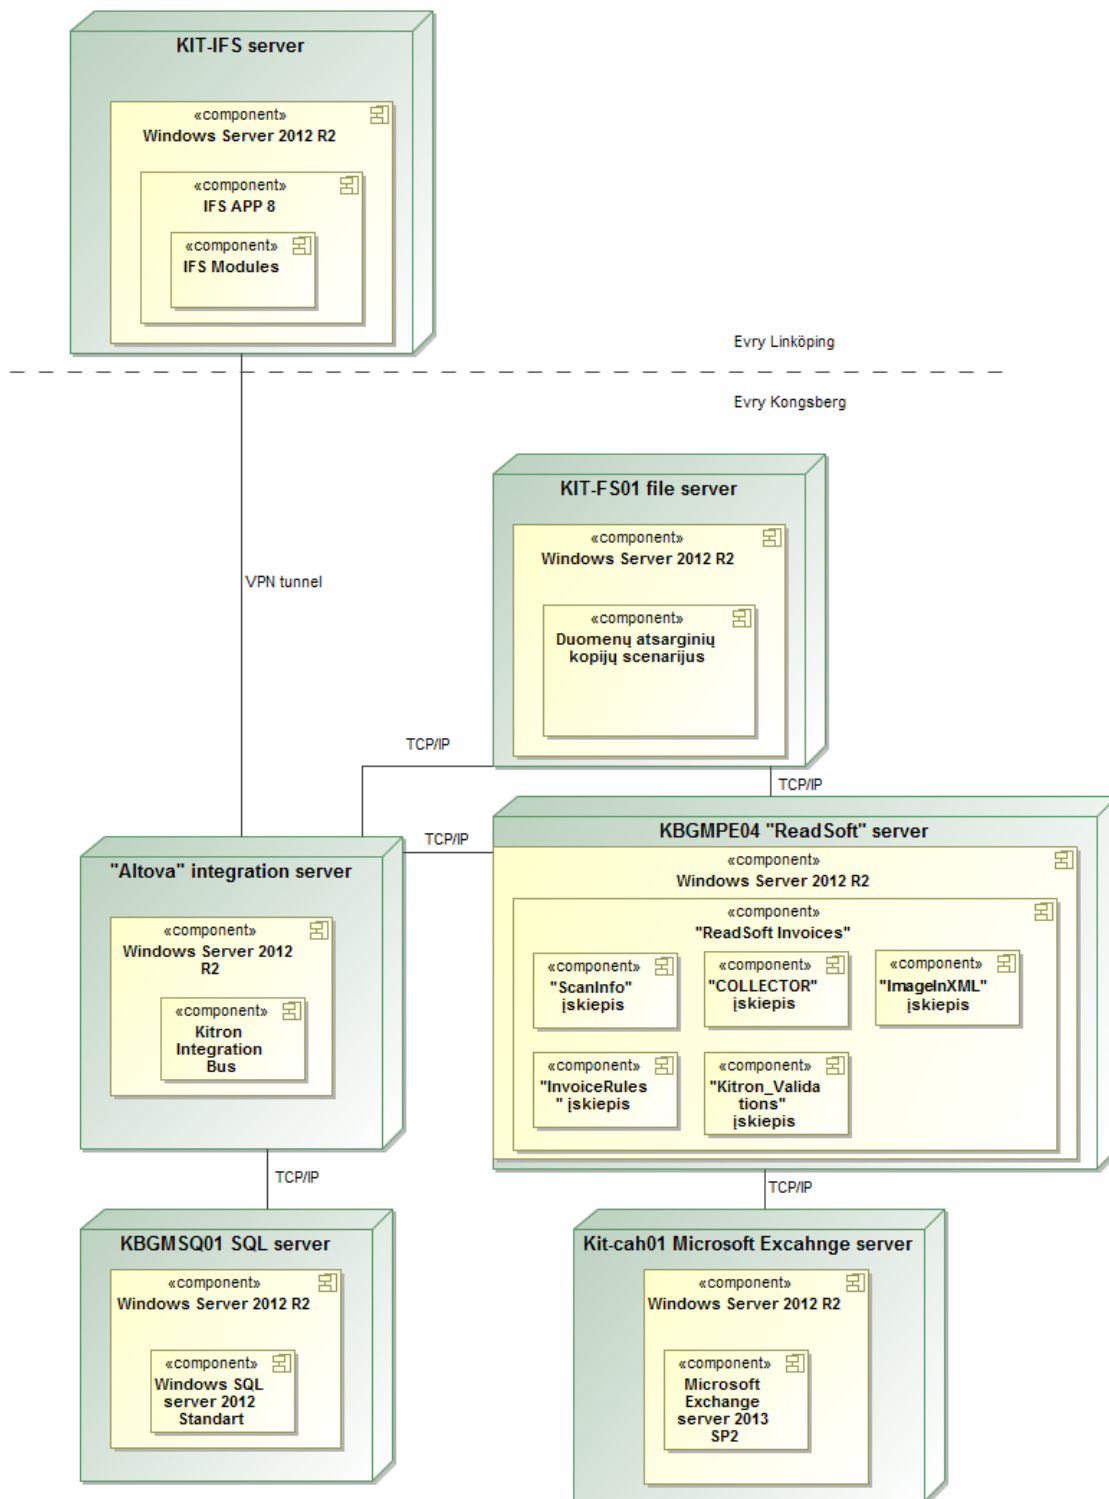 KIT-IFS server
«component»
Windows Server 2012 R2
«component»
IFS APP 8
«component»
IFS Modules
Evry Linköping
Evry Kongsberg
VPN tunnel
KIT-FS01 file server
«component»
Windows Server 2012 R2
«component»
Duomenų atsarginių
kopijų scenarijus
TCP/IP
TCP/IP
TCP/IP
"Altova" integration server
«component»
Windows Server 2012
R2
«component»
Kitron
Integration
Bus
KBGMPE04 "ReadSoft" server
«component»
Windows Server 2012 R2
«component»
"ReadSoft Invoices"
«component»
"ScanInfo"
įskiepis
«component»
"COLLECTOR"
įskiepis
«component»
"ImageInXML"
įskiepis
«component»
"InvoiceRules
" įskiepis
«component»
"Kitron_Valida
tions"
įskiepis
TCP/IP
TCP/IP
KBGMSQ01 SQL server
«component»
Windows Server 2012 R2
«component»
Windows SQL
server 2012
Standart
Kit-cah01 Microsoft Excahnge server
«component»
Windows Server 2012 R2
«component»
Microsoft
Exchange
server 2013
SP2